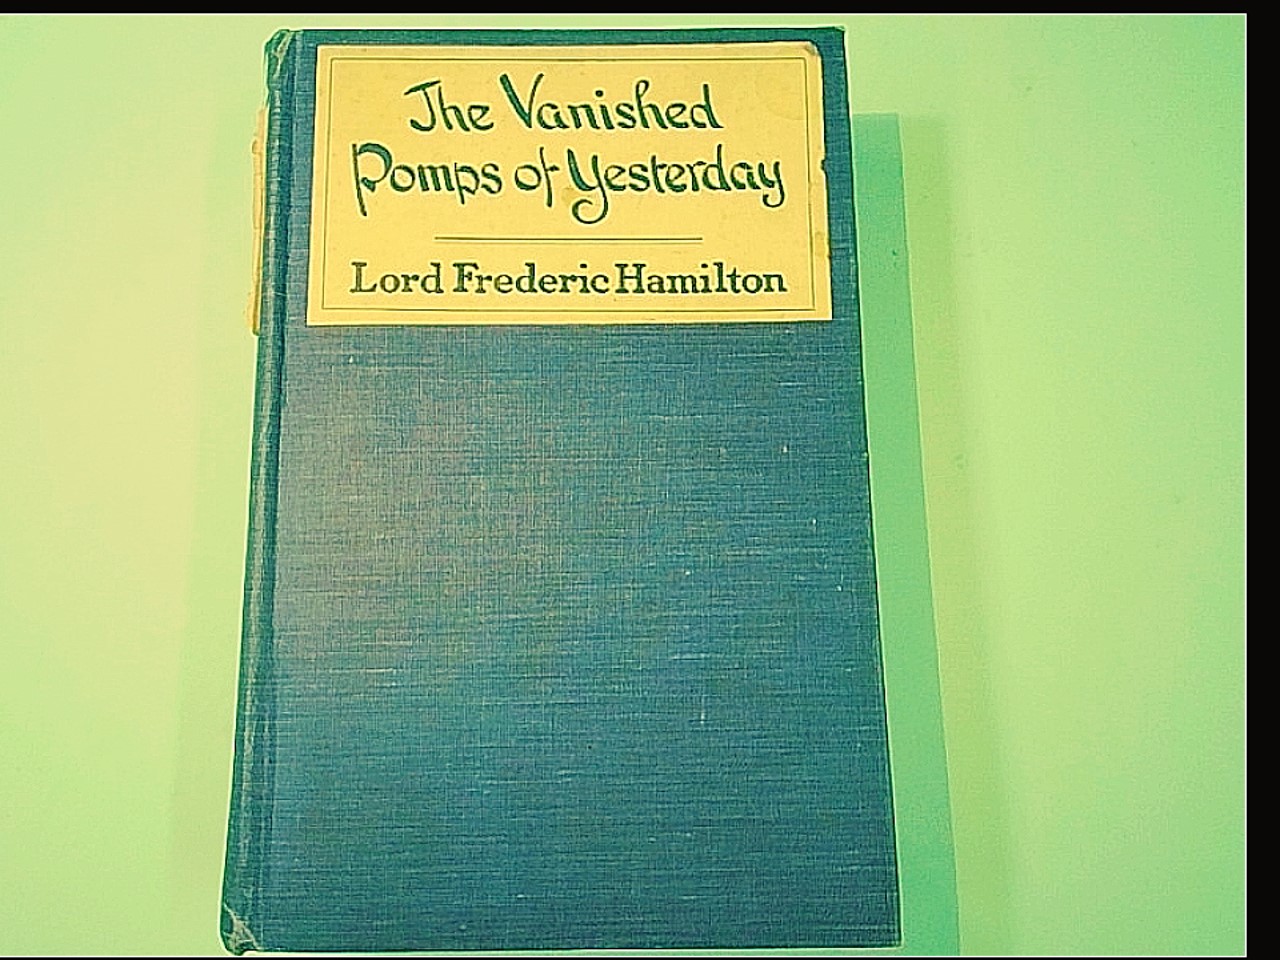 The Vanished
Pomps of Yesterday
Lord Frederic Hamilton